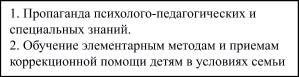 1. Пропаганда психолого-педагогических и
специальных знаний.
2. Обучение элементарным методам и приемам
коррекционной помощи детям в условиях семьи